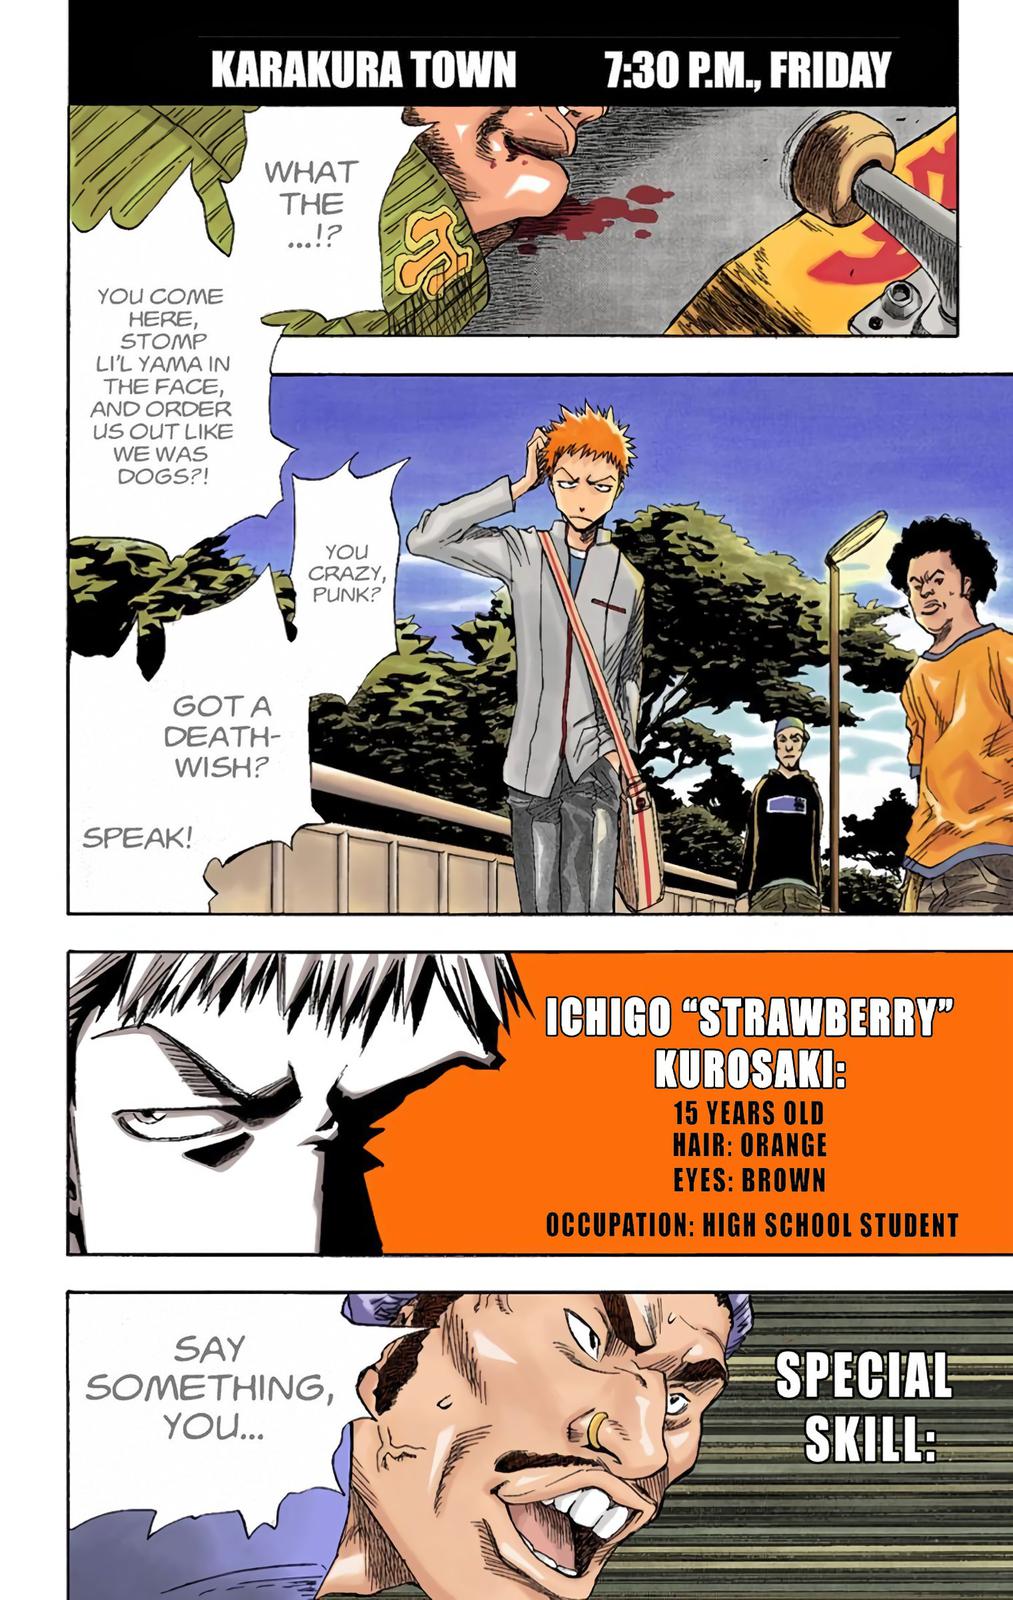 KARAKURA TOWN 7:30 P.M., FRIDAY
WHAT
THE
...!?
YOU COME
HERE,
STOMP
LI'L YAMA IN
THE FACE,
AND ORDER
US OUT LIKE
WE WAS
DOGS?!
YOU
CRAZY,
PUNK?
GOT A
DEATH-
WISH?
SPEAK!
ICHIGO “STRAWBERRY”
KUROSAKI:
15 YEARS OLD
HAIR: ORANGE
EYES: BROWN
OCCUPATION: HIGH SCHOOL STUDENT
SAY
SOMETHING,
YOU...
SPECIAL
SKILL: